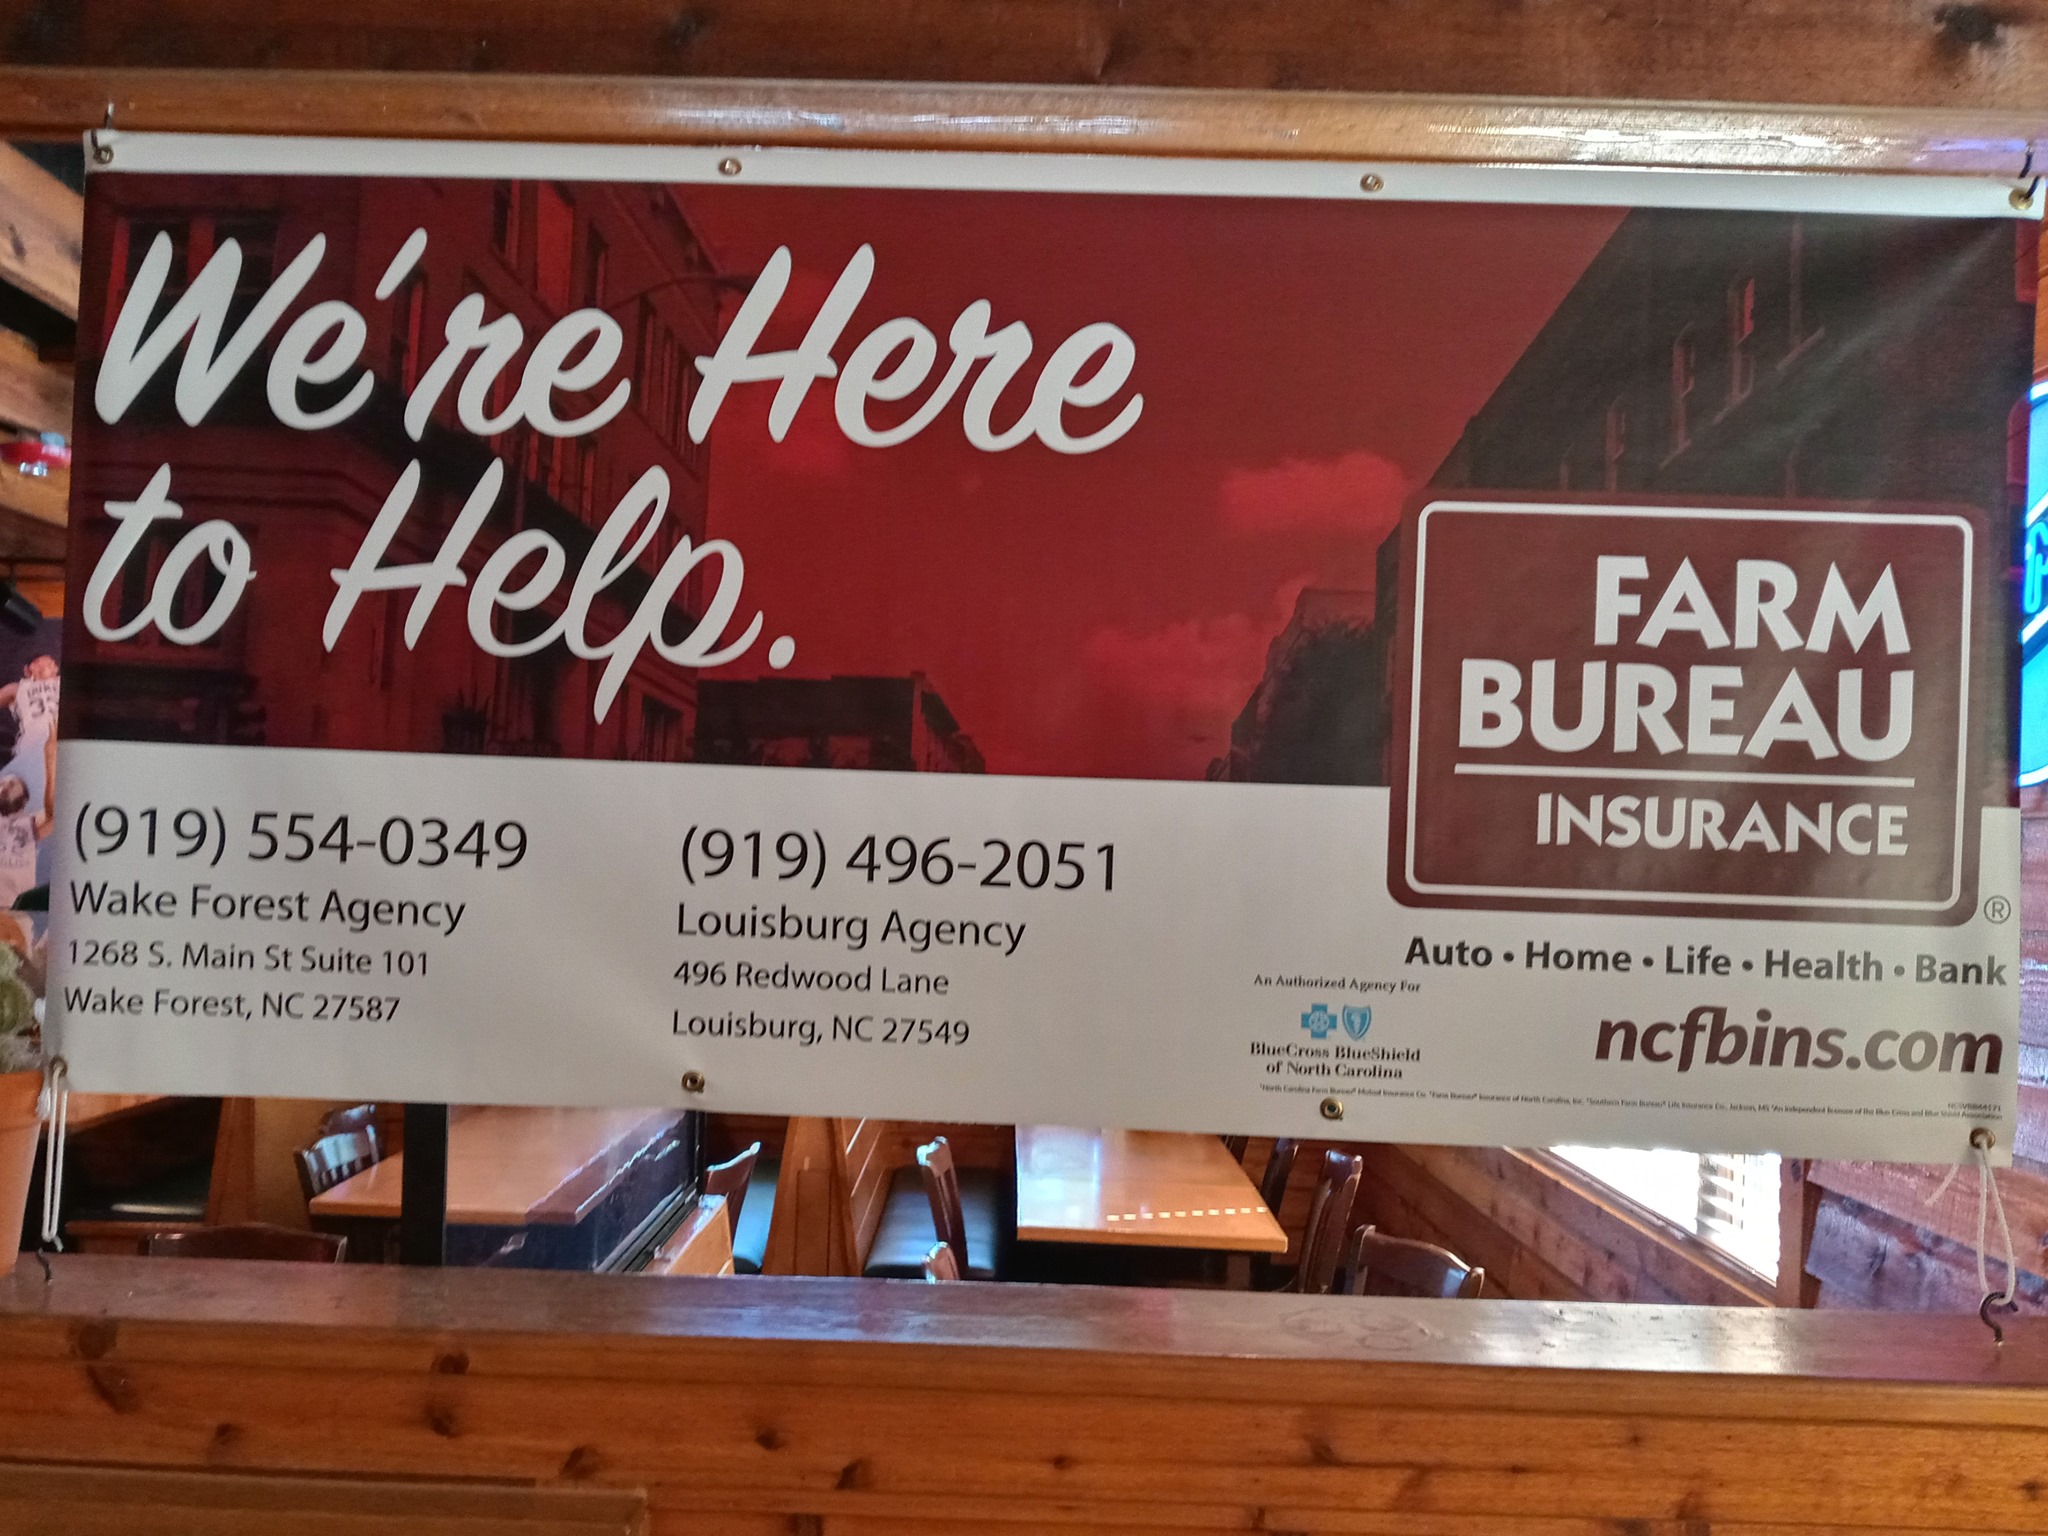 We're Here
to Help.
FARM
BUREAU
INSURANCE
®
(919) 554-0349
Wake Forest Agency
1268 S. Main St Suite 101
Wake Forest, NC 27587
(919) 496-2051
Louisburg Agency
496 Redwood Lane
Louisburg, NC 27549
Auto • Home • Life • Health • Bank
An Authorized Agency For
BlueCross BlueShield
of North Carolina
ncfbins.com